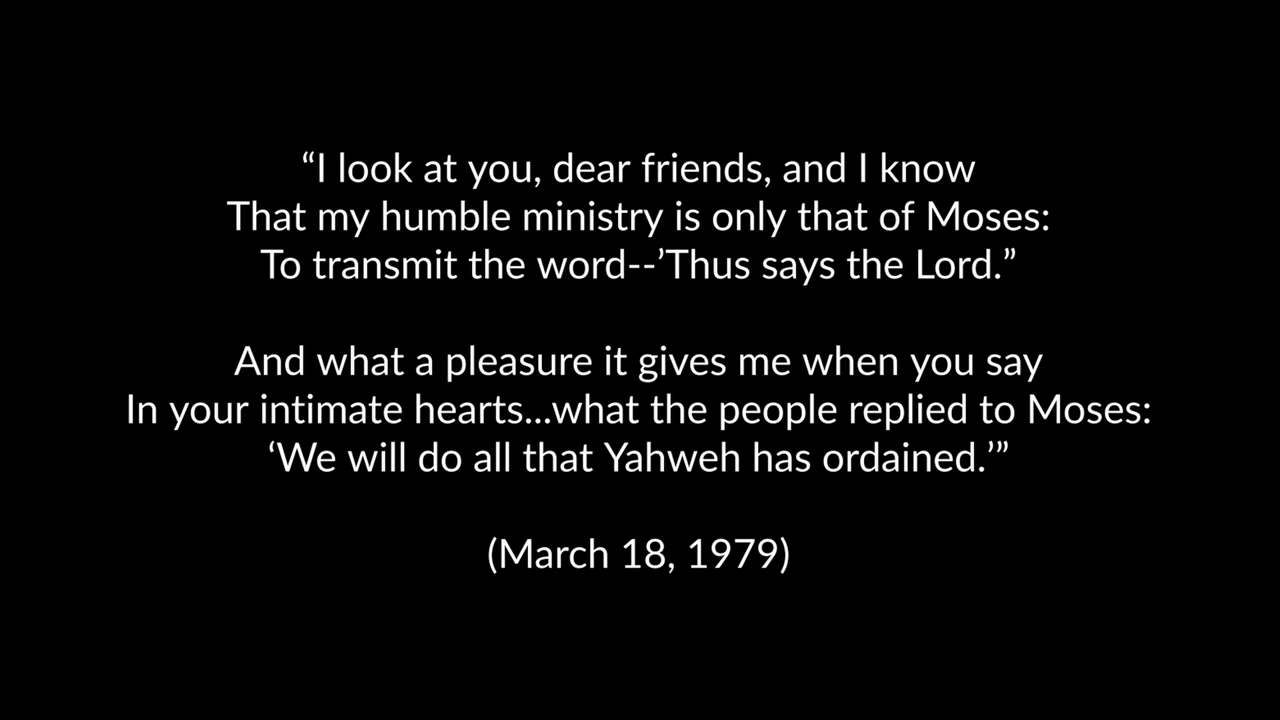 “I look at you, dear friends, and I know
That my humble ministry is only that of Moses:
To transmit the word--’Thus says the Lord.”
And what a pleasure it gives me when you say
In your intimate hearts...what the people replied to Moses:
‘We will do all that Yahweh has ordained.’”
(March 18, 1979)